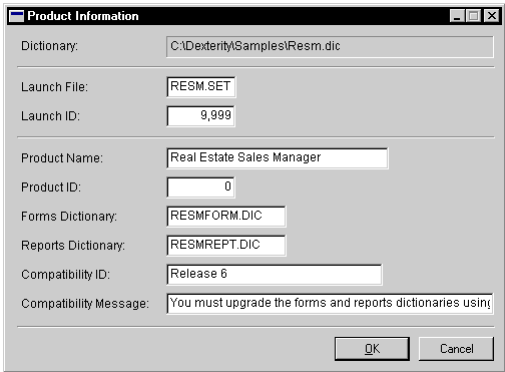 Product Information
Dictionary: C:\Dexterity\Samples\Resm.dic
Launch File: RESM.SET
Launch ID: 9,999
Product Name: Real Estate Sales Manager
Product ID: 0
Forms Dictionary: RESMFORM.DIC
Reports Dictionary: RESMREPT.DIC
Compatibility ID: Release 6
Compatibility Message: You must upgrade the forms and reports dictionaries using
OK Cancel